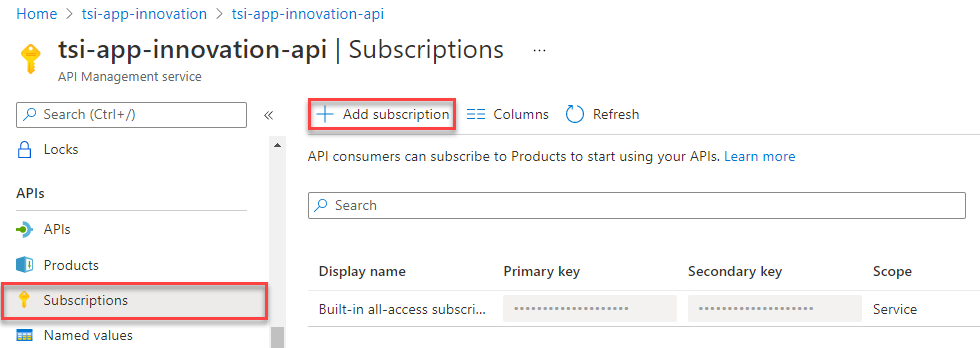 Home > tsi-app-innovation > tsi-app-innovation-api
tsi-app-innovation-api | Subscriptions ...
API Management service
Search (Ctrl+/) «
Locks
APIs
APIs
Products
Subscriptions
Named values
+ Add subscription Columns Refresh
API consumers can subscribe to Products to start using your APIs. Learn more
Search
Display name Primary key Secondary key Scope
Built-in all-access subscri... •••••••••••••••••••• •••••••••••••••••••• Service